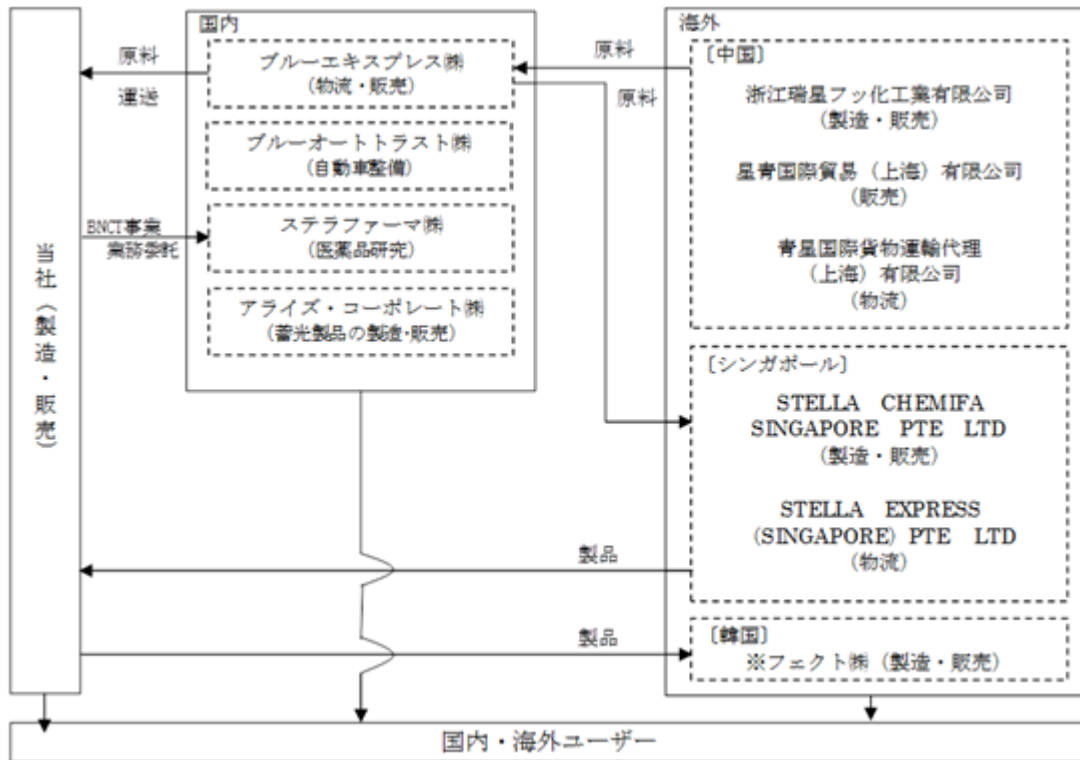 国内
原料
運送
ブルーエキスプレス㈱
(物流・販売)
ブルーオートトラスト㈱
(自動車整備)
BNCT事業
業務委託
ステラファーマ㈱
(医薬品研究)
アライズ・コーポレート㈱
(蓄光製品の製造・販売)
当社（製造・販売）
原料
原料
海外
〔中国〕
浙江瑞星フッ化工業有限公司
(製造・販売)
星青国際貿易（上海）有限公司
(販売)
青星国際貨物運輸代理
（上海）有限公司
(物流)
〔シンガポール〕
STELLA CHEMIFA
SINGAPORE PTE LTD
(製造・販売)
STELLA EXPRESS
(SINGAPORE) PTE LTD
(物流)
製品
製品
〔韓国〕
※フェクト㈱（製造・販売）
国内・海外ユーザー